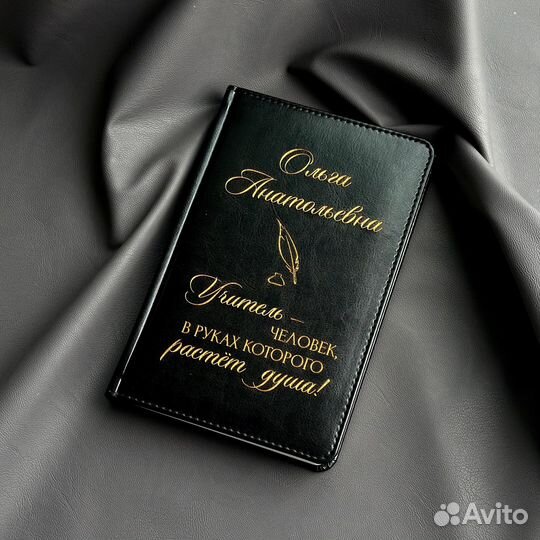 Ольга
Анатольевна
Учитель –
ЧЕЛОВЕК,
В РУКАХ КОТОРОГО
растёт душа!
Avito